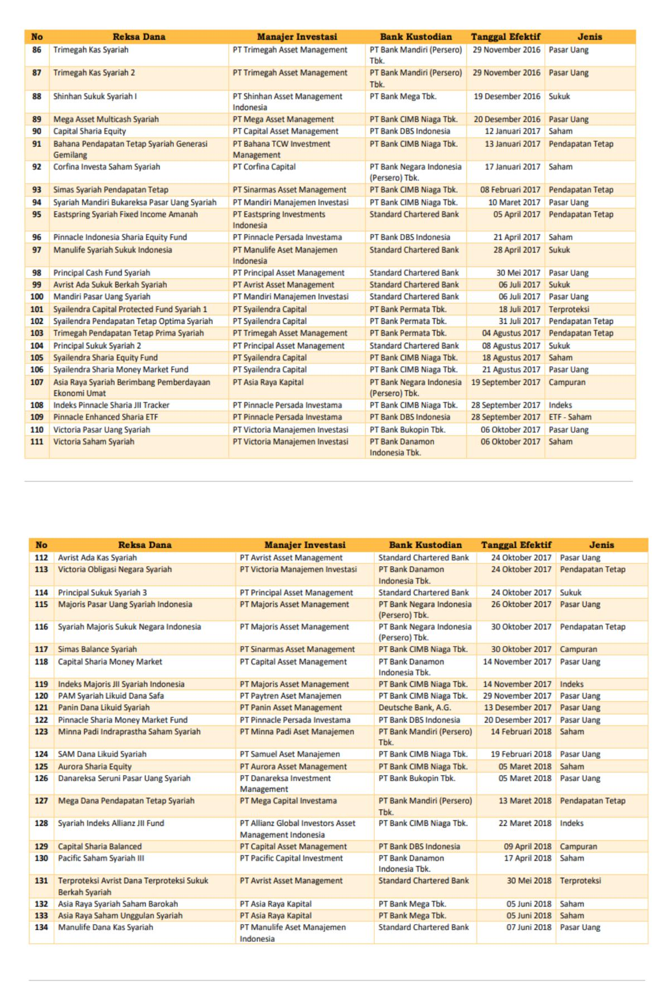 No Reksa Dana Manajer Investasi Bank Kustodian Tanggal Efektif Jenis
86 Trimegah Kas Syariah PT Trimegah Asset Management PT Bank Mandiri (Persero) 29 November 2016 Pasar Uang
Tbk.
87 Trimegah Kas Syariah 2 PT Trimegah Asset Management PT Bank Mandiri (Persero) 29 November 2016 Pasar Uang
Tbk.
88 Shinhan Sukuk Syariah I PT Shinhan Asset Management PT Bank Mega Tbk. 19 Desember 2016 Sukuk
Indonesia
89 Mega Asset Multicash Syariah PT Mega Asset Management PT Bank CIMB Niaga Tbk. 20 Desember 2016 Pasar Uang
90 Capital Sharia Equity PT Capital Asset Management PT Bank DBS Indonesia 12 Januari 2017 Saham
91 Bahana Pendapatan Tetap Syariah Generasi PT Bahana TCW Investment PT Bank CIMB Niaga Tbk. 13 Januari 2017 Pendapatan Tetap
Gemilang Management
92 Corfina Investa Saham Syariah PT Corfina Capital PT Bank Negara Indonesia 17 Januari 2017 Saham
(Persero) Tbk.
93 Simas Syariah Pendapatan Tetap PT Sinarmas Asset Management PT Bank CIMB Niaga Tbk. 08 Februari 2017 Pendapatan Tetap
94 Syariah Mandiri Bukareksa Pasar Uang Syariah PT Mandiri Manajemen Investasi PT Bank CIMB Niaga Tbk. 10 Maret 2017 Pasar Uang
95 Eastspring Syariah Fixed Income Amanah PT Eastspring Investments Standard Chartered Bank 05 April 2017 Pendapatan Tetap
Indonesia
96 Pinnacle Indonesia Sharia Equity Fund PT Pinnacle Persada Investama PT Bank DBS Indonesia 21 April 2017 Saham
97 Manulife Syariah Sukuk Indonesia PT Manulife Aset Manajemen Standard Chartered Bank 28 April 2017 Sukuk
Indonesia
98 Principal Cash Fund Syariah PT Principal Asset Management Standard Chartered Bank 30 Mei 2017 Pasar Uang
99 Avrist Ada Sukuk Berkah Syariah PT Avrist Asset Management Standard Chartered Bank 06 Juli 2017 Sukuk
100 Mandiri Pasar Uang Syariah PT Mandiri Manajemen Investasi Standard Chartered Bank 06 Juli 2017 Pasar Uang
101 Syailendra Capital Protected Fund Syariah 1 PT Syailendra Capital PT Bank Permata Tbk. 18 Juli 2017 Terproteksi
102 Syailendra Pendapatan Tetap Optima Syariah PT Syailendra Capital PT Bank Permata Tbk. 31 Juli 2017 Pendapatan Tetap
103 Trimegah Pendapatan Tetap Prima Syariah PT Trimegah Asset Management PT Bank Permata Tbk. 04 Agustus 2017 Pendapatan Tetap
104 Principal Sukuk Syariah 2 PT Principal Asset Management Standard Chartered Bank 08 Agustus 2017 Sukuk
105 Syailendra Sharia Equity Fund PT Syailendra Capital PT Bank CIMB Niaga Tbk. 18 Agustus 2017 Saham
106 Syailendra Sharia Money Market Fund PT Syailendra Capital PT Bank CIMB Niaga Tbk. 21 Agustus 2017 Pasar Uang
107 Asia Raya Syariah Berimbang Pemberdayaan PT Asia Raya Kapital PT Bank Negara Indonesia 19 September 2017 Campuran
Ekonomi Umat (Persero) Tbk.
108 Indeks Pinnacle Sharia JII Tracker PT Pinnacle Persada Investama PT Bank CIMB Niaga Tbk. 28 September 2017 Indeks
109 Pinnacle Enhanced Sharia ETF PT Pinnacle Persada Investama PT Bank DBS Indonesia 28 September 2017 ETF - Saham
110 Victoria Pasar Uang Syariah PT Victoria Manajemen Investasi PT Bank Bukopin Tbk. 06 Oktober 2017 Pasar Uang
111 Victoria Saham Syariah PT Victoria Manajemen Investasi PT Bank Danamon 06 Oktober 2017 Saham
Indonesia Tbk.
No Reksa Dana Manajer Investasi Bank Kustodian Tanggal Efektif Jenis
112 Avrist Ada Kas Syariah PT Avrist Asset Management Standard Chartered Bank 24 Oktober 2017 Pasar Uang
113 Victoria Obligasi Negara Syariah PT Victoria Manajemen Investasi PT Bank Danamon 24 Oktober 2017 Pendapatan Tetap
Indonesia Tbk.
114 Principal Sukuk Syariah 3 PT Principal Asset Management Standard Chartered Bank 24 Oktober 2017 Sukuk
115 Majoris Pasar Uang Syariah Indonesia PT Majoris Asset Management PT Bank Negara Indonesia 26 Oktober 2017 Pasar Uang
(Persero) Tbk.
116 Syariah Majoris Sukuk Negara Indonesia PT Majoris Asset Management PT Bank Negara Indonesia 30 Oktober 2017 Pendapatan Tetap
(Persero) Tbk.
117 Simas Balance Syariah PT Sinarmas Asset Management PT Bank CIMB Niaga Tbk. 30 Oktober 2017 Campuran
118 Capital Sharia Money Market PT Capital Asset Management PT Bank Danamon 14 November 2017 Pasar Uang
Indonesia Tbk.
119 Indeks Majoris JII Syariah Indonesia PT Majoris Asset Management PT Bank CIMB Niaga Tbk. 14 November 2017 Indeks
120 PAM Syariah Likuid Dana Safa PT Paytren Aset Manajemen PT Bank CIMB Niaga Tbk. 29 November 2017 Pasar Uang
121 Panin Dana Likuid Syariah PT Panin Asset Management Deutsche Bank, A.G. 13 Desember 2017 Pasar Uang
122 Pinnacle Sharia Money Market Fund PT Pinnacle Persada Investama PT Bank DBS Indonesia 20 Desember 2017 Pasar Uang
123 Minna Padi Indraprastha Saham Syariah PT Minna Padi Aset Manajemen PT Bank Mandiri (Persero) 14 Februari 2018 Saham
Tbk.
124 SAM Dana Likuid Syariah PT Samuel Aset Manajemen PT Bank CIMB Niaga Tbk. 19 Februari 2018 Pasar Uang
125 Aurora Sharia Equity PT Aurora Asset Management PT Bank CIMB Niaga Tbk. 05 Maret 2018 Saham
126 Danareksa Seruni Pasar Uang Syariah PT Danareksa Investment PT Bank Bukopin Tbk. 05 Maret 2018 Pasar Uang
Management
127 Mega Dana Pendapatan Tetap Syariah PT Mega Capital Investama PT Bank Mandiri (Persero) 13 Maret 2018 Pendapatan Tetap
Tbk.
128 Syariah Indeks Allianz JII Fund PT Allianz Global Investors Asset PT Bank CIMB Niaga Tbk. 22 Maret 2018 Indeks
Management Indonesia
129 Capital Sharia Balanced PT Capital Asset Management PT Bank DBS Indonesia 09 April 2018 Campuran
130 Pacific Saham Syariah III PT Pacific Capital Investment PT Bank Danamon 17 April 2018 Saham
Indonesia Tbk.
131 Terproteksi Avrist Dana Terproteksi Sukuk PT Avrist Asset Management Standard Chartered Bank 30 Mei 2018 Terproteksi
Berkah Syariah
132 Asia Raya Syariah Saham Barokah PT Asia Raya Kapital PT Bank Mega Tbk. 05 Juni 2018 Saham
133 Asia Raya Saham Unggulan Syariah PT Asia Raya Kapital PT Bank Mega Tbk. 05 Juni 2018 Saham
134 Manulife Dana Kas Syariah PT Manulife Aset Manajemen Standard Chartered Bank 07 Juni 2018 Pasar Uang
Indonesia